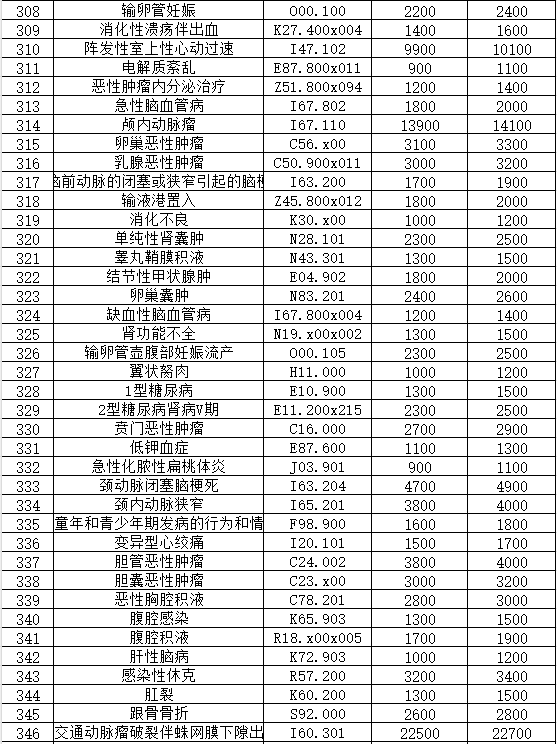 308 输卵管妊娠 O00.100 2200 2400
309 消化性溃疡伴出血 K27.400x004 1400 1600
310 阵发性室上性心动过速 I47.102 9900 10100
311 电解质紊乱 E87.800x011 900 1100
312 恶性肿瘤内分泌治疗 Z51.800x094 1200 1400
313 急性脑血管病 I67.802 1800 2000
314 颅内动脉瘤 I67.110 13900 14100
315 卵巢恶性肿瘤 C56.x00 3100 3300
316 乳腺恶性肿瘤 C50.900x011 3000 3200
317 脑前动脉的闭塞或狭窄引起的脑梗 I63.200 1700 1900
318 输液港置入 Z45.800x012 1800 2000
319 消化不良 K30.x00 1000 1200
320 单纯性肾囊肿 N28.101 2300 2500
321 睾丸鞘膜积液 N43.301 1300 1500
322 结节性甲状腺肿 E04.902 1800 2000
323 卵巢囊肿 N83.201 2400 2600
324 缺血性脑血管病 I67.800x004 1200 1400
325 肾功能不全 N19.x00x002 1300 1500
326 输卵管壶腹部妊娠流产 O00.105 2300 2500
327 翼状胬肉 H11.000 1000 1200
328 1型糖尿病 E10.900 1300 1500
329 2型糖尿病肾病V期 E11.200x215 2300 2500
330 贲门恶性肿瘤 C16.000 2700 2900
331 低钾血症 E87.600 1100 1300
332 急性化脓性扁桃体炎 J03.901 900 1100
333 颈动脉闭塞脑梗死 I63.204 4700 4900
334 颈内动脉狭窄 I65.201 3800 4000
335 童年和青少年期发病的行为和情 F98.900 1600 1800
336 变异型心绞痛 I20.101 1500 1700
337 胆管恶性肿瘤 C24.002 3800 4000
338 胆囊恶性肿瘤 C23.x00 3000 3200
339 恶性胸腔积液 C78.201 2800 3000
340 腹腔感染 K65.903 1300 1500
341 腹腔积液 R18.x00x005 1700 1900
342 肝性脑病 K72.903 1000 1200
343 感染性休克 R57.200 3200 3400
344 肛裂 K60.200 1300 1500
345 跟骨骨折 S92.000 2600 2800
346 交通动脉瘤破裂伴蛛网膜下隙出 I60.301 22500 22700